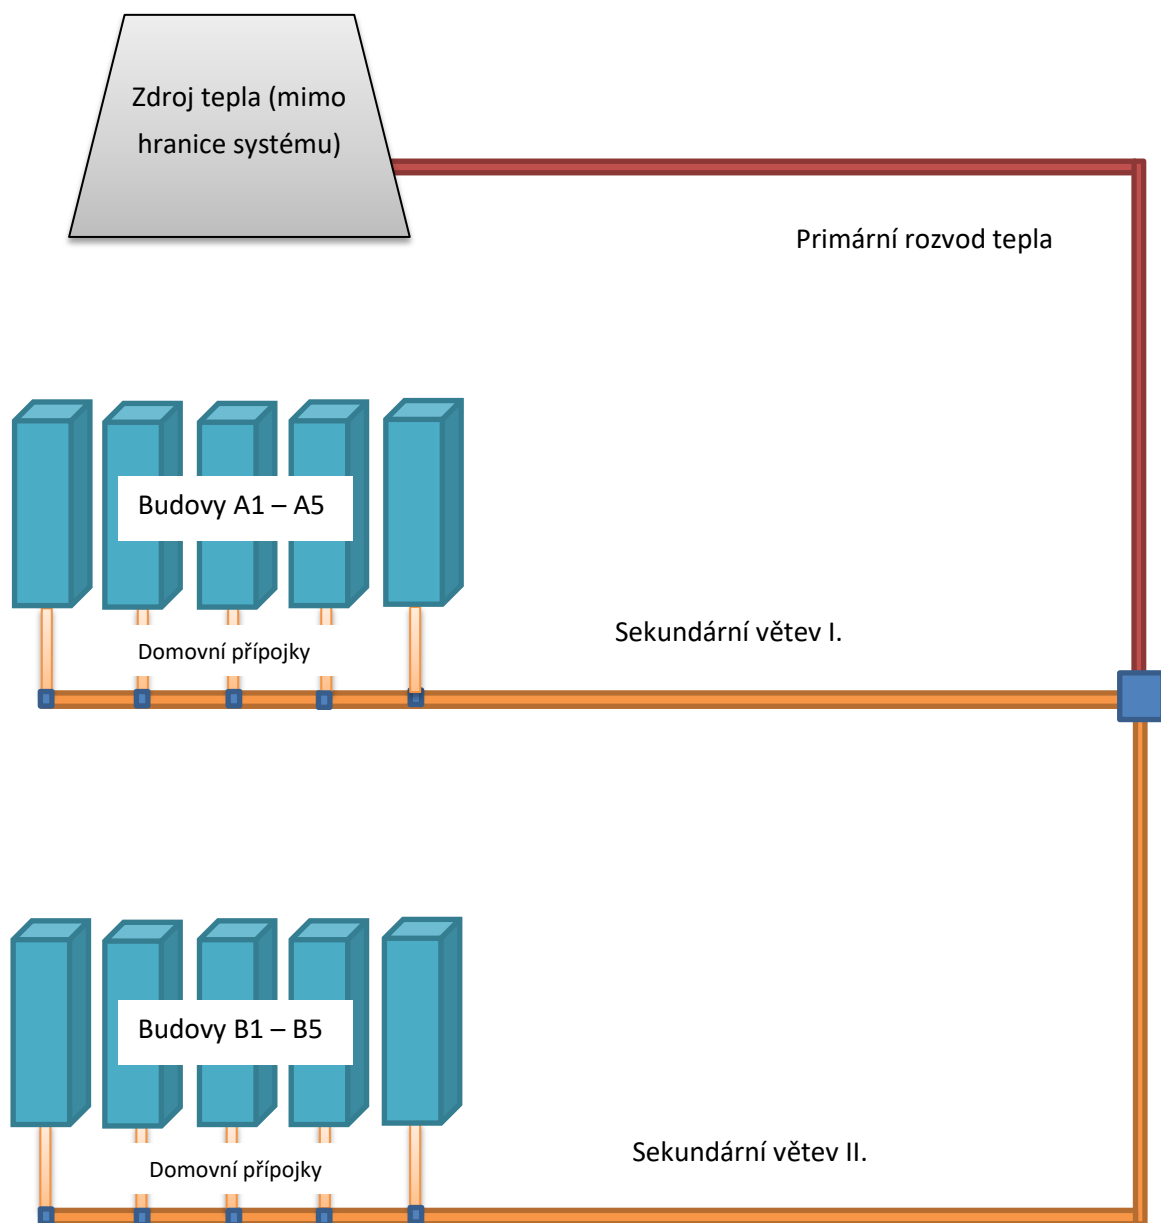 Zdroj tepla (mimo
hranice systému)
Primární rozvod tepla
Budovy A1 – A5
Sekundární větev I.
Domovní přípojky
Budovy B1 – B5
Sekundární větev II.
Domovní přípojky